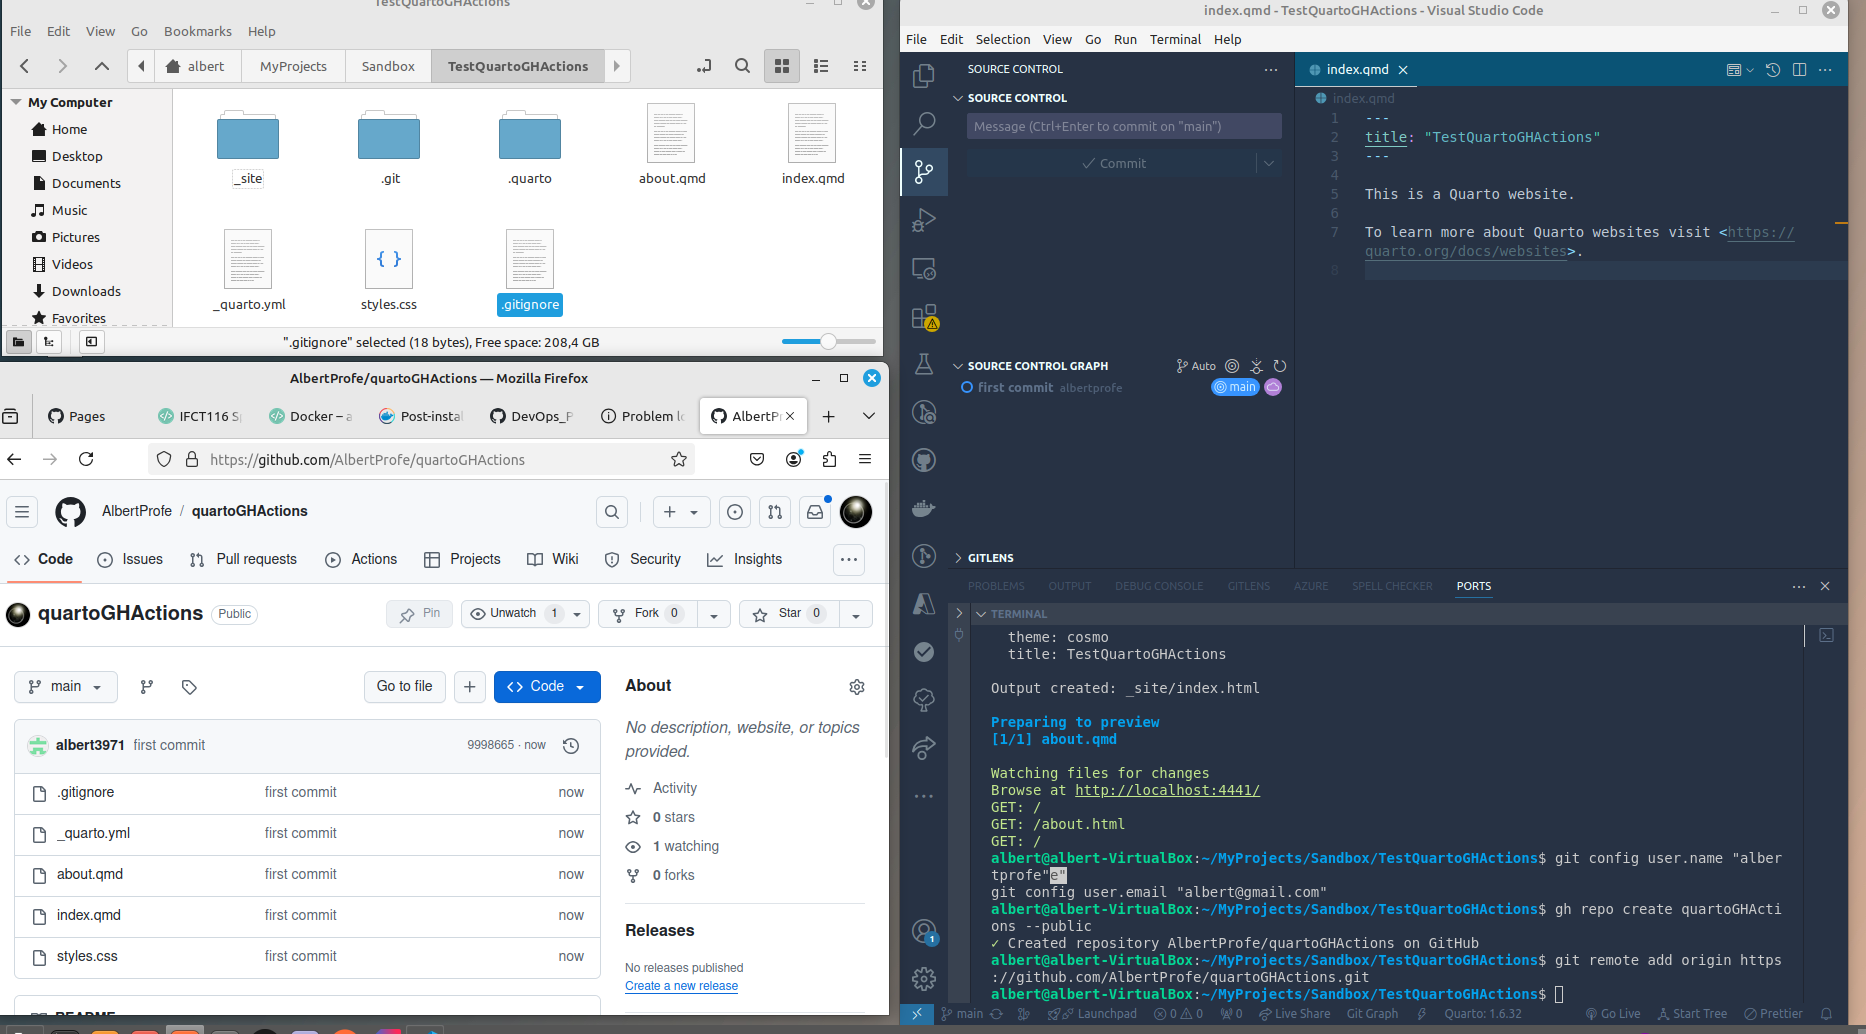 TestQuartoGHActions
File Edit View Go Bookmarks Help
albert MyProjects Sandbox TestQuartoGHActions
My Computer
Home
Desktop
Documents
Music
Pictures
Videos
Downloads
Favorites
_site .git .quarto about.qmd index.qmd
_quarto.yml styles.css .gitignore
".gitignore" selected (18 bytes), Free space: 208,4 GB
AlbertProfe/quartoGHActions — Mozilla Firefox
Pages IFCT116 S Docker – a Post-instal DevOps_P Problem lo AlbertPr
https://github.com/AlbertProfe/quartoGHActions
AlbertProfe / quartoGHActions
Code Issues Pull requests Actions Projects Wiki Security Insights
quartoGHActions Public Pin Unwatch 1 Fork 0 Star 0
main Go to file Code
albert3971 first commit 9998665 · now
.gitignore first commit now
_quarto.yml first commit now
about.qmd first commit now
index.qmd first commit now
styles.css first commit now
README
About
No description, website, or topics
provided.
Activity
0 stars
1 watching
0 forks
Releases
No releases published
Create a new release
index.qmd - TestQuartoGHActions - Visual Studio Code
File Edit Selection View Go Run Terminal Help
SOURCE CONTROL
SOURCE CONTROL
Message (Ctrl+Enter to commit on "main")
Commit
SOURCE CONTROL GRAPH Auto
first commit albertprofe main
GITLENS
index.qmd
index.qmd
1 ---
2 title: "TestQuartoGHActions"
3 ---
4
5 This is a Quarto website.
6
7 To learn more about Quarto websites visit <https://
quarto.org/docs/websites>.
8
PROBLEMS OUTPUT DEBUG CONSOLE GITLENS AZURE SPELL CHECKER PORTS
TERMINAL
theme: cosmo
title: TestQuartoGHActions
Output created: _site/index.html
Preparing to preview
[1/1] about.qmd
Watching files for changes
Browse at http://localhost:4441/
GET: /
GET: /about.html
GET: /
albert@albert-VirtualBox:~/MyProjects/Sandbox/TestQuartoGHActions$ git config user.name "alber
tprofe"e"
git config user.email "albert@gmail.com"
albert@albert-VirtualBox:~/MyProjects/Sandbox/TestQuartoGHActions$ gh repo create quartoGHActi
ons --public
✓ Created repository AlbertProfe/quartoGHActions on GitHub
albert@albert-VirtualBox:~/MyProjects/Sandbox/TestQuartoGHActions$ git remote add origin https
://github.com/AlbertProfe/quartoGHActions.git
albert@albert-VirtualBox:~/MyProjects/Sandbox/TestQuartoGHActions$
1
main Launchpad 0 0 0 Live Share Git Graph Quarto: 1.6.32 Go Live Start Tree Prettier